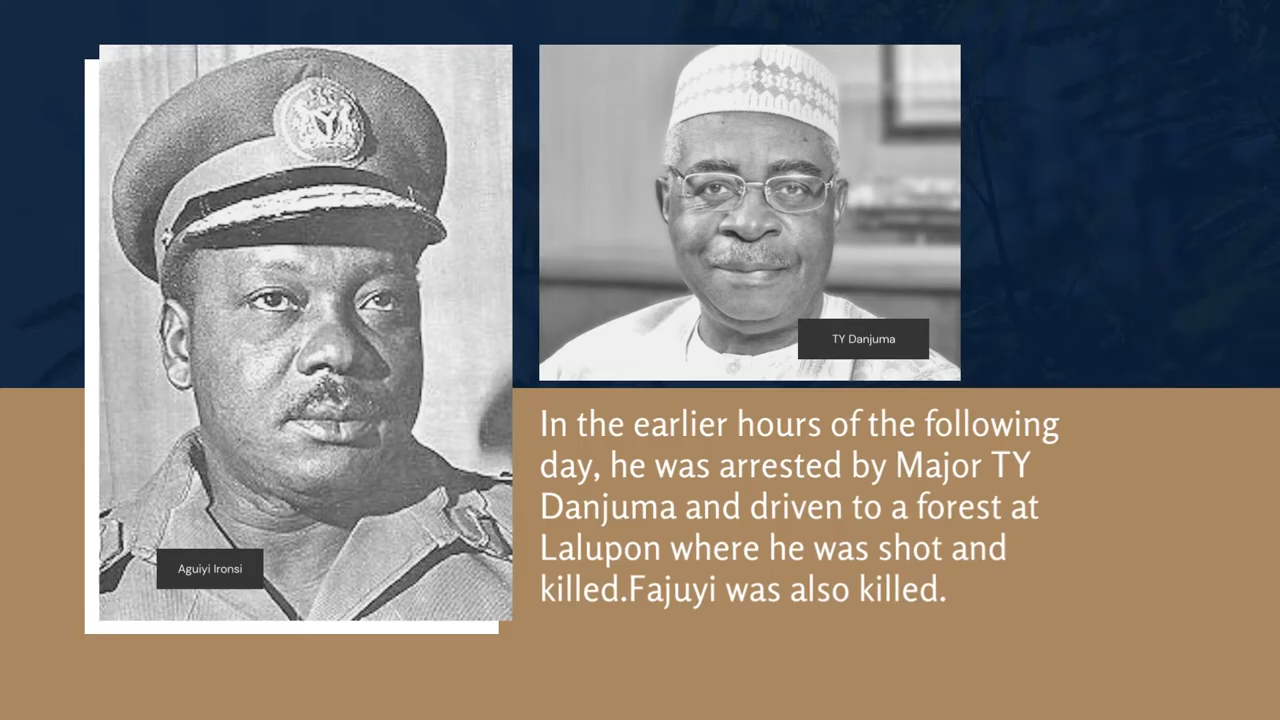 TY Danjuma
In the earlier hours of the following
day, he was arrested by Major TY
Danjuma and driven to a forest at
Lalupon where he was shot and
killed.Fajuyi was also killed.
Aguiyi Ironsi